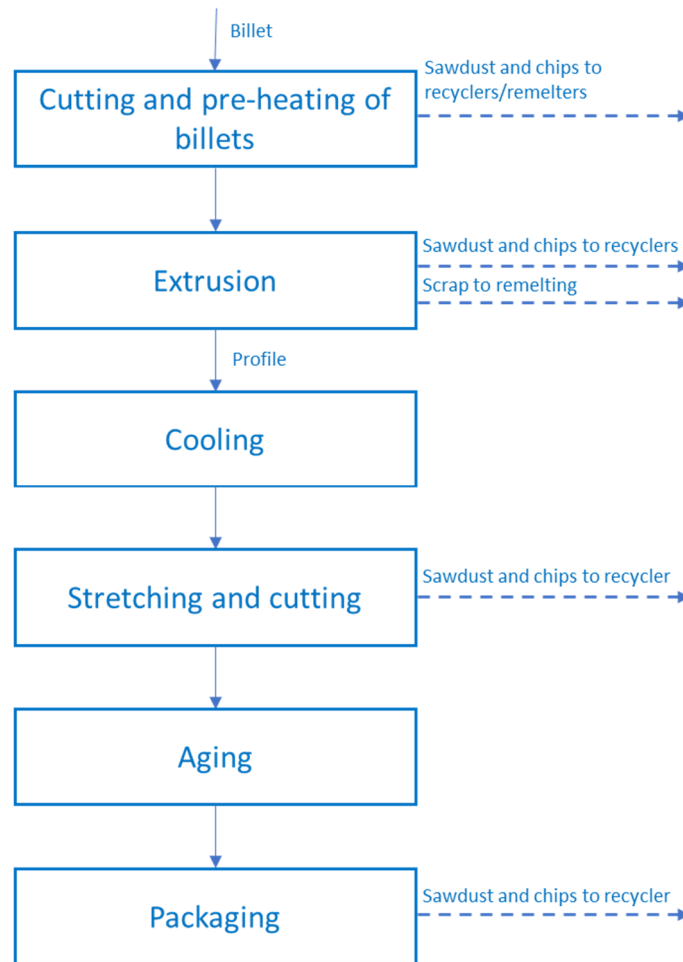 Billet
Cutting and pre-heating of
billets
Sawdust and chips to
recyclers/remelters
Extrusion
Sawdust and chips to recyclers
Scrap to remelting
Profile
Cooling
Stretching and cutting
Sawdust and chips to recycler
Aging
Packaging
Sawdust and chips to recycler